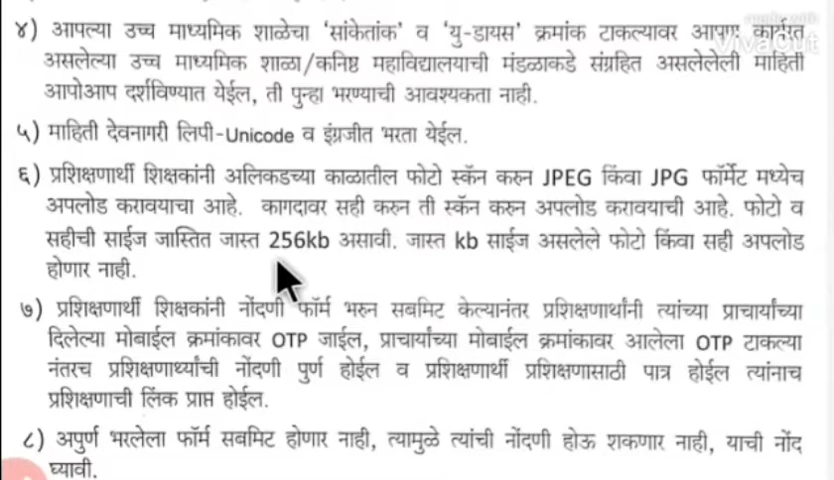 made with
VivaCut
४) आपल्या उच्च माध्यमिक शाळेचा 'सांकेतांक' व 'यु-डायस' क्रमांक टाकल्यावर आपण कार्यरत
असलेल्या उच्च माध्यमिक शाळा/कनिष्ठ महाविद्यालयाची मंडळाकडे संग्रहित असलेलेली माहिती
आपोआप दर्शविण्यात येईल, ती पुन्हा भरण्याची आवश्यकता नाही.
५) माहिती देवनागरी लिपी-Unicode व इंग्रजीत भरता येईल.
६) प्रशिक्षणार्थी शिक्षकांनी अलिकडच्या काळातील फोटो स्कॅन करुन JPEG किंवा JPG फॉर्मेट मध्येच
अपलोड करावयाचा आहे. कागदावर सही करुन ती स्कॅन करुन अपलोड करावयाची आहे. फोटो व
सहीची साईज जास्तित जास्त 256kb असावी. जास्त kb साईज असलेले फोटो किंवा सही अपलोड
होणार नाही.
७) प्रशिक्षणार्थी शिक्षकांनी नोंदणी फॉर्म भरुन सबमिट केल्यानंतर प्रशिक्षणार्थांनी त्यांच्या प्राचार्यांच्या
दिलेल्या मोबाईल क्रमांकावर OTP जाईल, प्राचार्यांच्या मोबाईल क्रमांकावर आलेला OTP टाकल्या
नंतरच प्रशिक्षणार्थ्यांची नोंदणी पुर्ण होईल व प्रशिक्षणार्थी प्रशिक्षणासाठी पात्र होईल त्यांनाच
प्रशिक्षणाची लिंक प्राप्त होईल.
८) अपुर्ण भरलेला फॉर्म सबमिट होणार नाही, त्यामुळे त्यांची नोंदणी होऊ शकणार नाही, याची नोंद
घ्यावी.